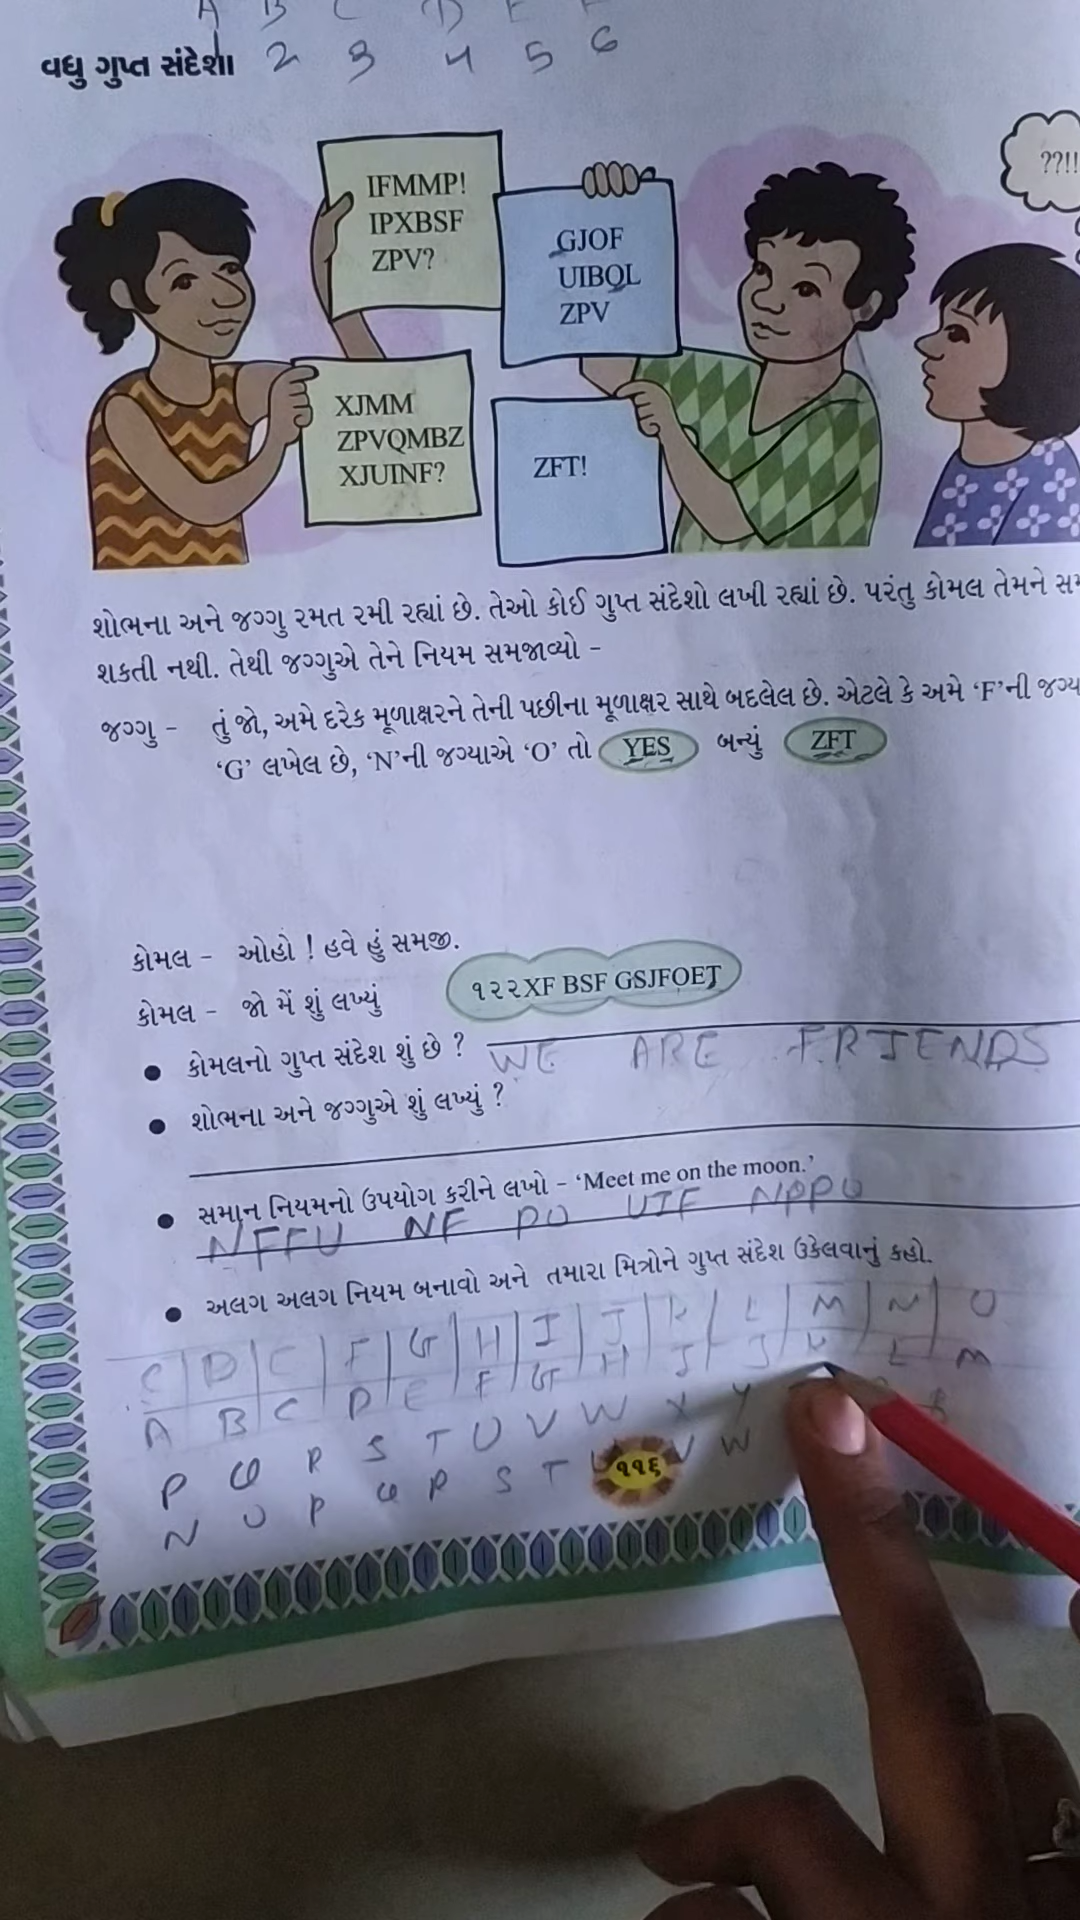 A B C D E F
2 3 4 5 6
વધુ ગુપ્ત સંદેશા
??!!
IFMMP!
IPXBSF
ZPV?
GJOF
UIBOL
ZPV
XJMM
ZPVQMBZ
XJUINF?
ZFT!
શોભના અને જગ્ગુ રમત રમી રહ્યાં છે. તેઓ કોઈ ગુપ્ત સંદેશો લખી રહ્યાં છે. પરંતુ કોમલ તેમને
શકતી નથી. તેથી જગ્ગુએ તેને નિયમ સમજાવ્યો –
જગ્ગુ – તું જો, અમે દરેક મૂળાક્ષરને તેની પછીના મૂળાક્ષર સાથે બદલેલ છે. એટલે કે અમે ‘F’ની
‘G’ લખેલ છે, ‘N’ની જગ્યાએ ‘O’ તો YES બન્યું ZFT
કોમલ – ઓહો ! હવે હું સમજી.
કોમલ – જો મેં શું લખ્યું ૧૨૨XF BSF GSJFOET
• કોમલનો ગુપ્ત સંદેશ શું છે ? WE ARE FRIENDS
• શોભના અને જગ્ગુએ શું લખ્યું ?
• સમાન નિયમનો ઉપયોગ કરીને લખો – ‘Meet me on the moon.’
NFFU NF PO UIF NPPO
• અલગ અલગ નિયમ બનાવો અને તમારા મિત્રોને ગુપ્ત સંદેશ ઉકેલવાનું કહો.
C D F G H I J L M N O
A B C D E F G H J L M
P Q R S T U V W X Y
N O P Q R S T U V W
૧૧૬